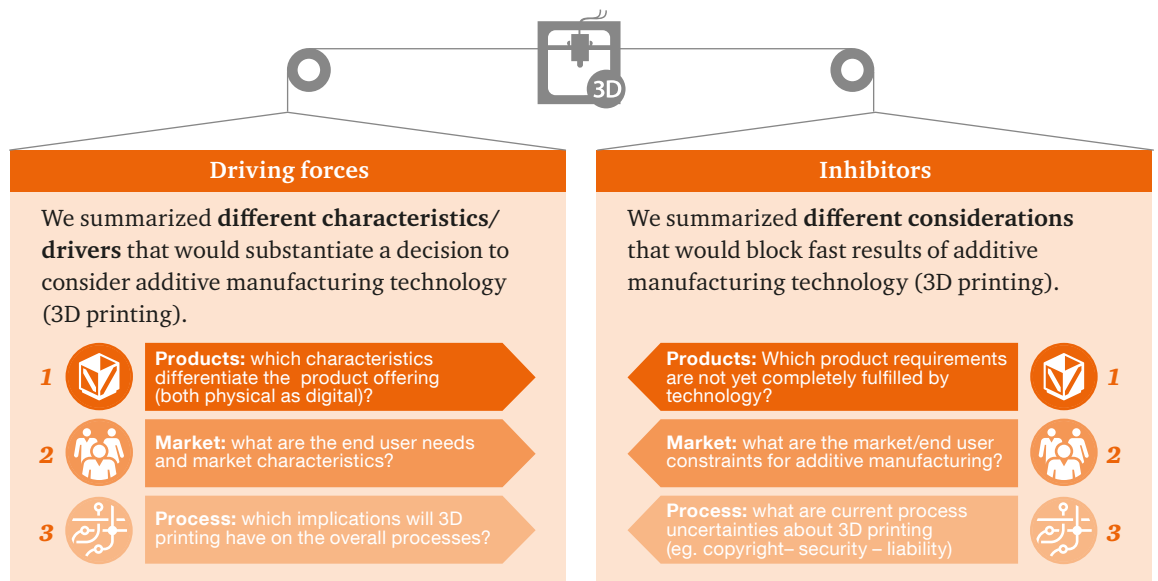 3D
Driving forces
We summarized different characteristics/
drivers that would substantiate a decision to
consider additive manufacturing technology
(3D printing).
1
Products: which characteristics
differentiate the  product offering
(both physical as digital)?
2
Market: what are the end user needs
and market characteristics?
3
Process: which implications will 3D
printing have on the overall processes?
Inhibitors
We summarized different considerations
that would block fast results of additive
manufacturing technology (3D printing).
Products: Which product requirements
are not yet completely fulfilled by
technology?
1
Market: what are the market/end user
constraints for additive manufacturing?
2
Process: what are current process
uncertainties about 3D printing
(eg. copyright– security – liability)
3